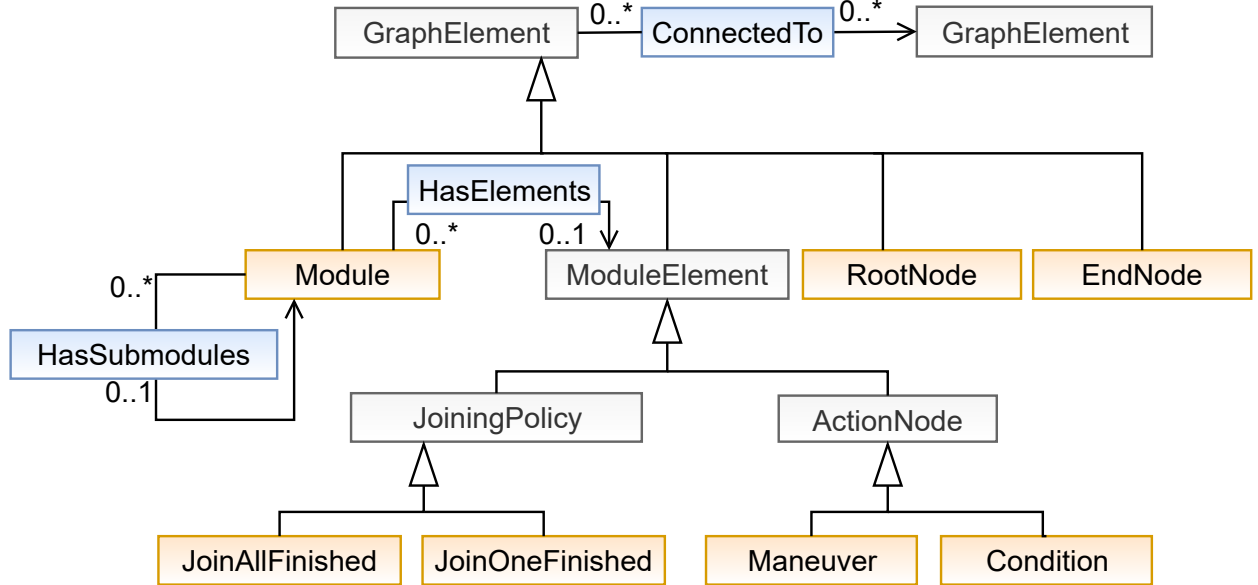 0..*
0..*
GraphElement
ConnectedTo
GraphElement
HasElements
0..*
0..1
Module
ModuleElement
RootNode
EndNode
0..*
HasSubmodules
0..1
JoiningPolicy
ActionNode
JoinAllFinished
JoinOneFinished
Maneuver
Condition